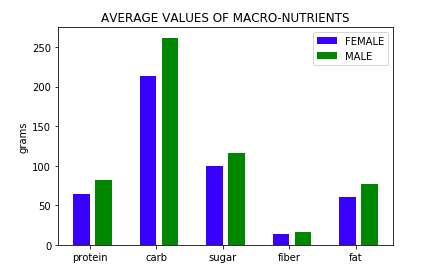 AVERAGE VALUES OF MACRO-NUTRIENTS
FEMALE
MALE
grams
250
200
150
100
50
0
protein carb sugar fiber fat